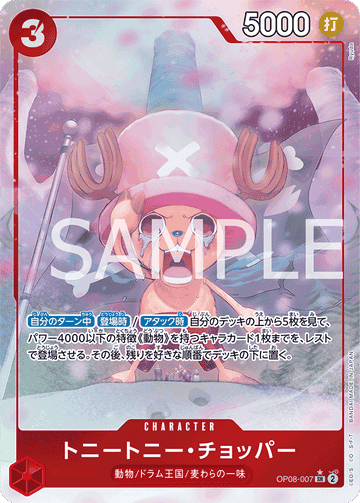 3
5000
打
SAMPLE
自分のターン中 登場時 / アタック時 自分のデッキの上から5枚を見て、
パワー4000以下の特徴《動物》を持つキャラカード1枚までを、レスト
で登場させる。その後、残りを好きな順番でデッキの下に置く。
CHARACTER
トニートニー・チョッパー
動物/ドラム王国/麦わらの一味
OP08-007 SR 2